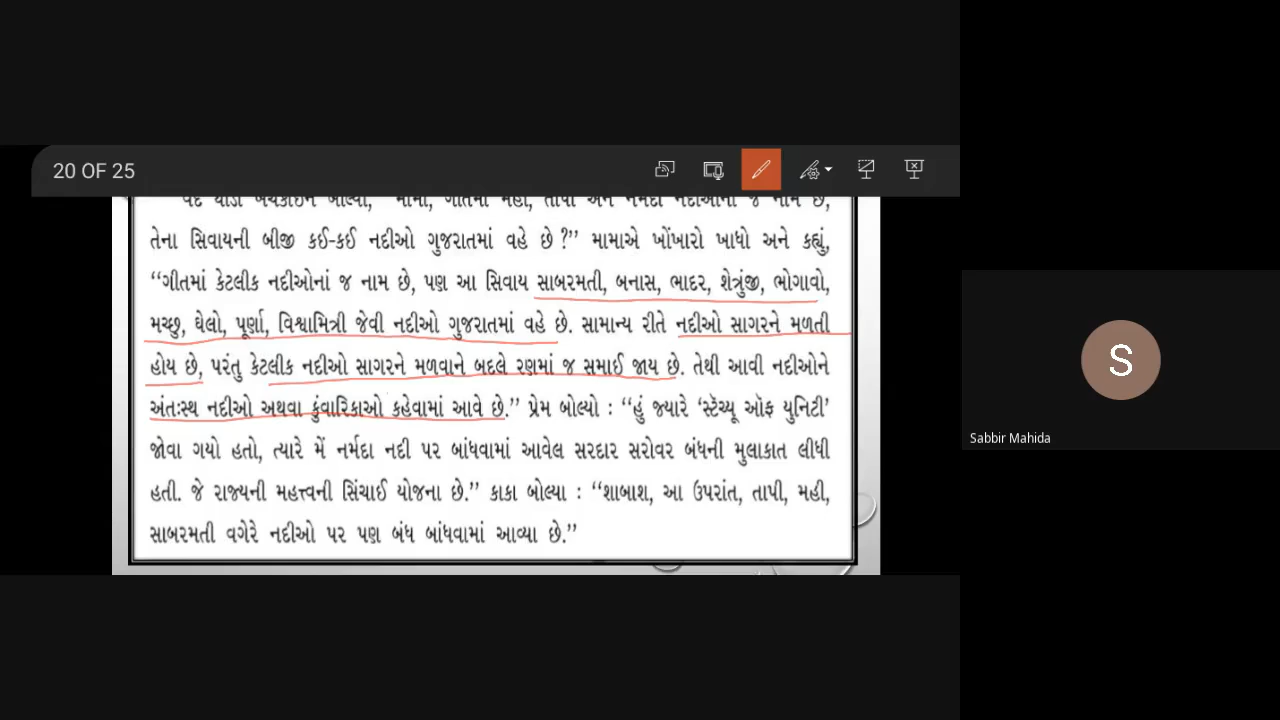 20 OF 25
તેના સિવાયની બીજી કઈ-કઈ નદીઓ ગુજરાતમાં વહે છે ?’’ મામાએ ખોંખારો ખાધો અને કહ્યું,
‘‘ગીતમાં કેટલીક નદીઓનાં જ નામ છે, પણ આ સિવાય સાબરમતી, બનાસ, ભાદર, શેત્રુંજી, ભોગાવો,
મચ્છુ, ઘેલો, પૂર્ણા, વિશ્વામિત્રી જેવી નદીઓ ગુજરાતમાં વહે છે. સામાન્ય રીતે નદીઓ સાગરને મળતી
S
હોય છે, પરંતુ કેટલીક નદીઓ સાગરને મળવાને બદલે રણમાં જ સમાઈ જાય છે. તેથી આવી નદીઓને
અંતઃસ્થ નદીઓ અથવા કુંવારિકાઓ કહેવામાં આવે છે.’’ પ્રેમ બોલ્યો : ‘‘હું જ્યારે ‘સ્ટૅચ્યૂ ઑફ યુનિટી’
Sabbir Mahida
જોવા ગયો હતો, ત્યારે મેં નર્મદા નદી પર બાંધવામાં આવેલ સરદાર સરોવર બંધની મુલાકાત લીધી
હતી. જે રાજ્યની મહત્ત્વની સિંચાઈ યોજના છે.’’ કાકા બોલ્યા : ‘‘શાબાશ, આ ઉપરાંત, તાપી, મહી,
સાબરમતી વગેરે નદીઓ પર પણ બંધ બાંધવામાં આવ્યા છે.’’